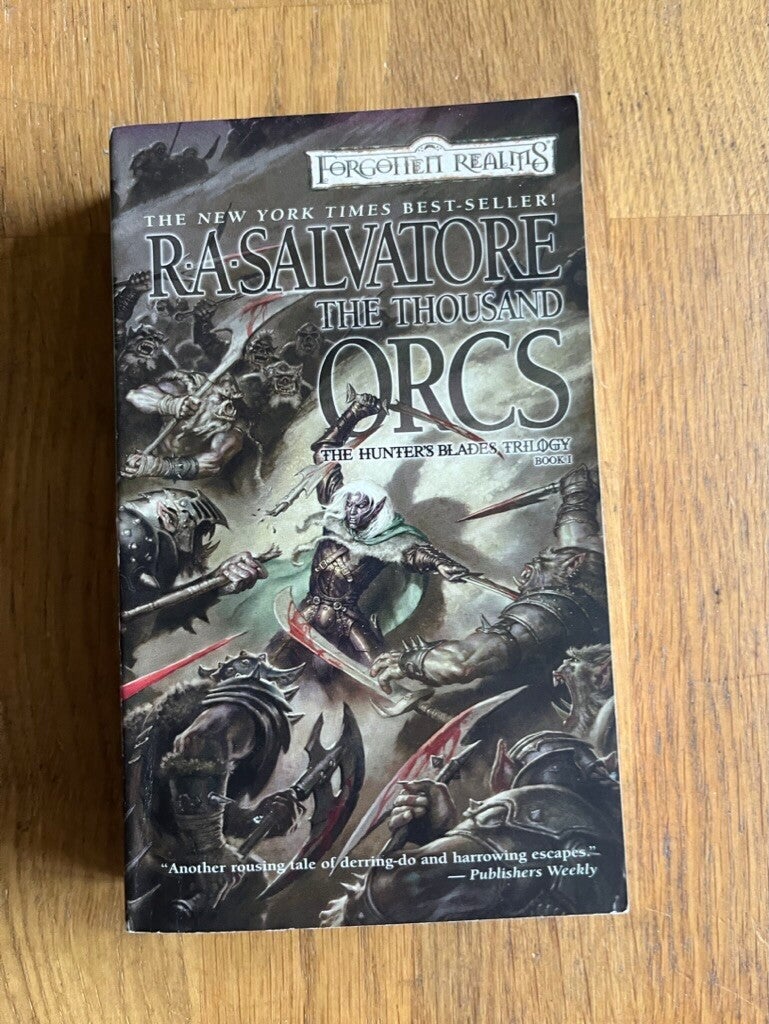 FORGOTTEN REALMS
THE NEW YORK TIMES BEST-SELLER!
R·A·SALVATORE
THE THOUSAND
ORCS
THE HUNTER'S BLADES TRILOGY
BOOK I
"Another rousing tale of derring-do and harrowing escapes."
— Publishers Weekly